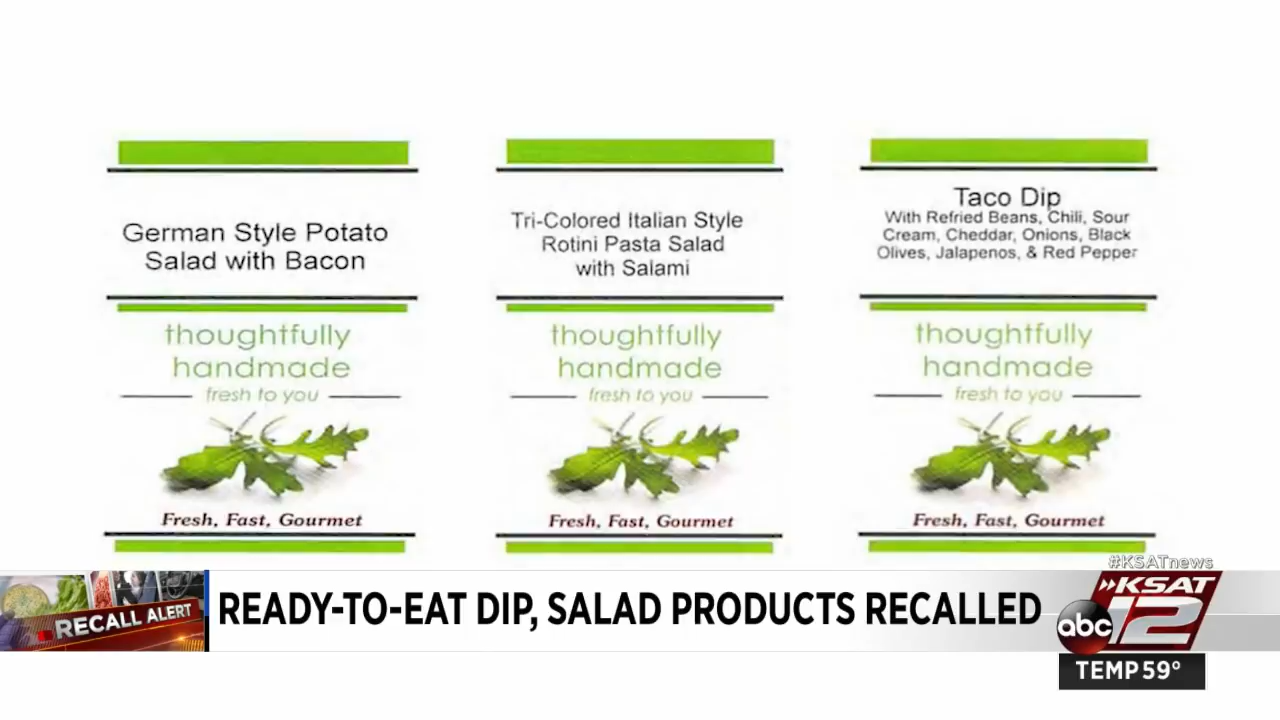 German Style Potato
Salad with Bacon
thoughtfully
handmade
fresh to you
Fresh, Fast, Gourmet
Tri-Colored Italian Style
Rotini Pasta Salad
with Salami
thoughtfully
handmade
fresh to you
Fresh, Fast, Gourmet
Taco Dip
With Refried Beans, Chili, Sour
Cream, Cheddar, Onions, Black
Olives, Jalapenos, & Red Pepper
thoughtfully
handmade
fresh to you
Fresh, Fast, Gourmet
#KSATnews
RECALL ALERT
READY-TO-EAT DIP, SALAD PRODUCTS RECALLED
KSAT
abc 12
TEMP 59°